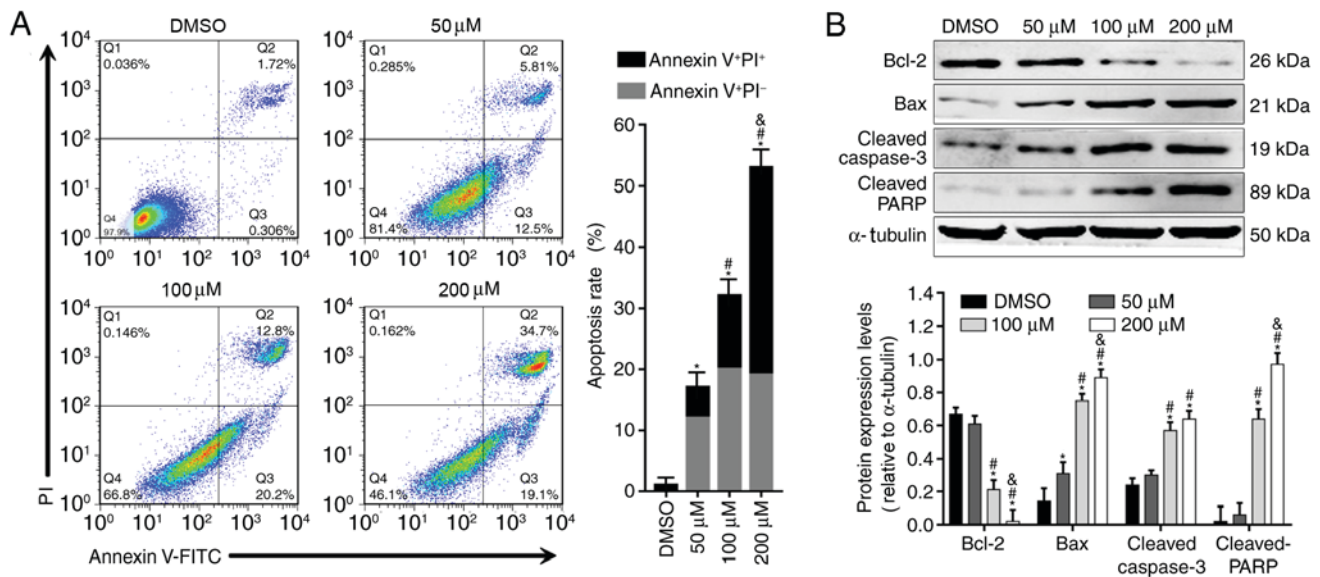 A
DMSO
10⁴
10³
10²
10¹
10⁰
Q1
0.036%
Q2
1.72%
Q4
97.9%
Q3
0.306%
10⁰ 10¹ 10² 10³ 10⁴
50 μM
10⁴
10³
10²
10¹
10⁰
Q1
0.285%
Q2
5.81%
Q4
81.4%
Q3
12.5%
10⁰ 10¹ 10² 10³ 10⁴
100 μM
10⁴
10³
10²
10¹
10⁰
Q1
0.146%
Q2
12.8%
Q4
66.8%
Q3
20.2%
10⁰ 10¹ 10² 10³ 10⁴
200 μM
10⁴
10³
10²
10¹
10⁰
Q1
0.162%
Q2
34.7%
Q4
46.1%
Q3
19.1%
10⁰ 10¹ 10² 10³ 10⁴
PI
Annexin V-FITC
Annexin V⁺PI⁺
Annexin V⁺PI⁻
Apoptosis rate (%)
60
50
40
30
20
10
0
*
#
*
&
#
*
DMSO
50 μM
100 μM
200 μM
B
DMSO 50 μM 100 μM 200 μM
Bcl-2 26 kDa
Bax 21 kDa
Cleaved
caspase-3 19 kDa
Cleaved
PARP 89 kDa
α-tubulin 50 kDa
Protein expression levels
(relative to α-tubulin)
1.4
1.2
1.0
0.8
0.6
0.4
0.2
0.0
DMSO 50 μM
100 μM 200 μM
#
*
&
#
*
*
#
*
&
#
*
#
*
#
*
#
*
&
#
*
Bcl-2 Bax Cleaved Cleaved-
caspase-3 PARP